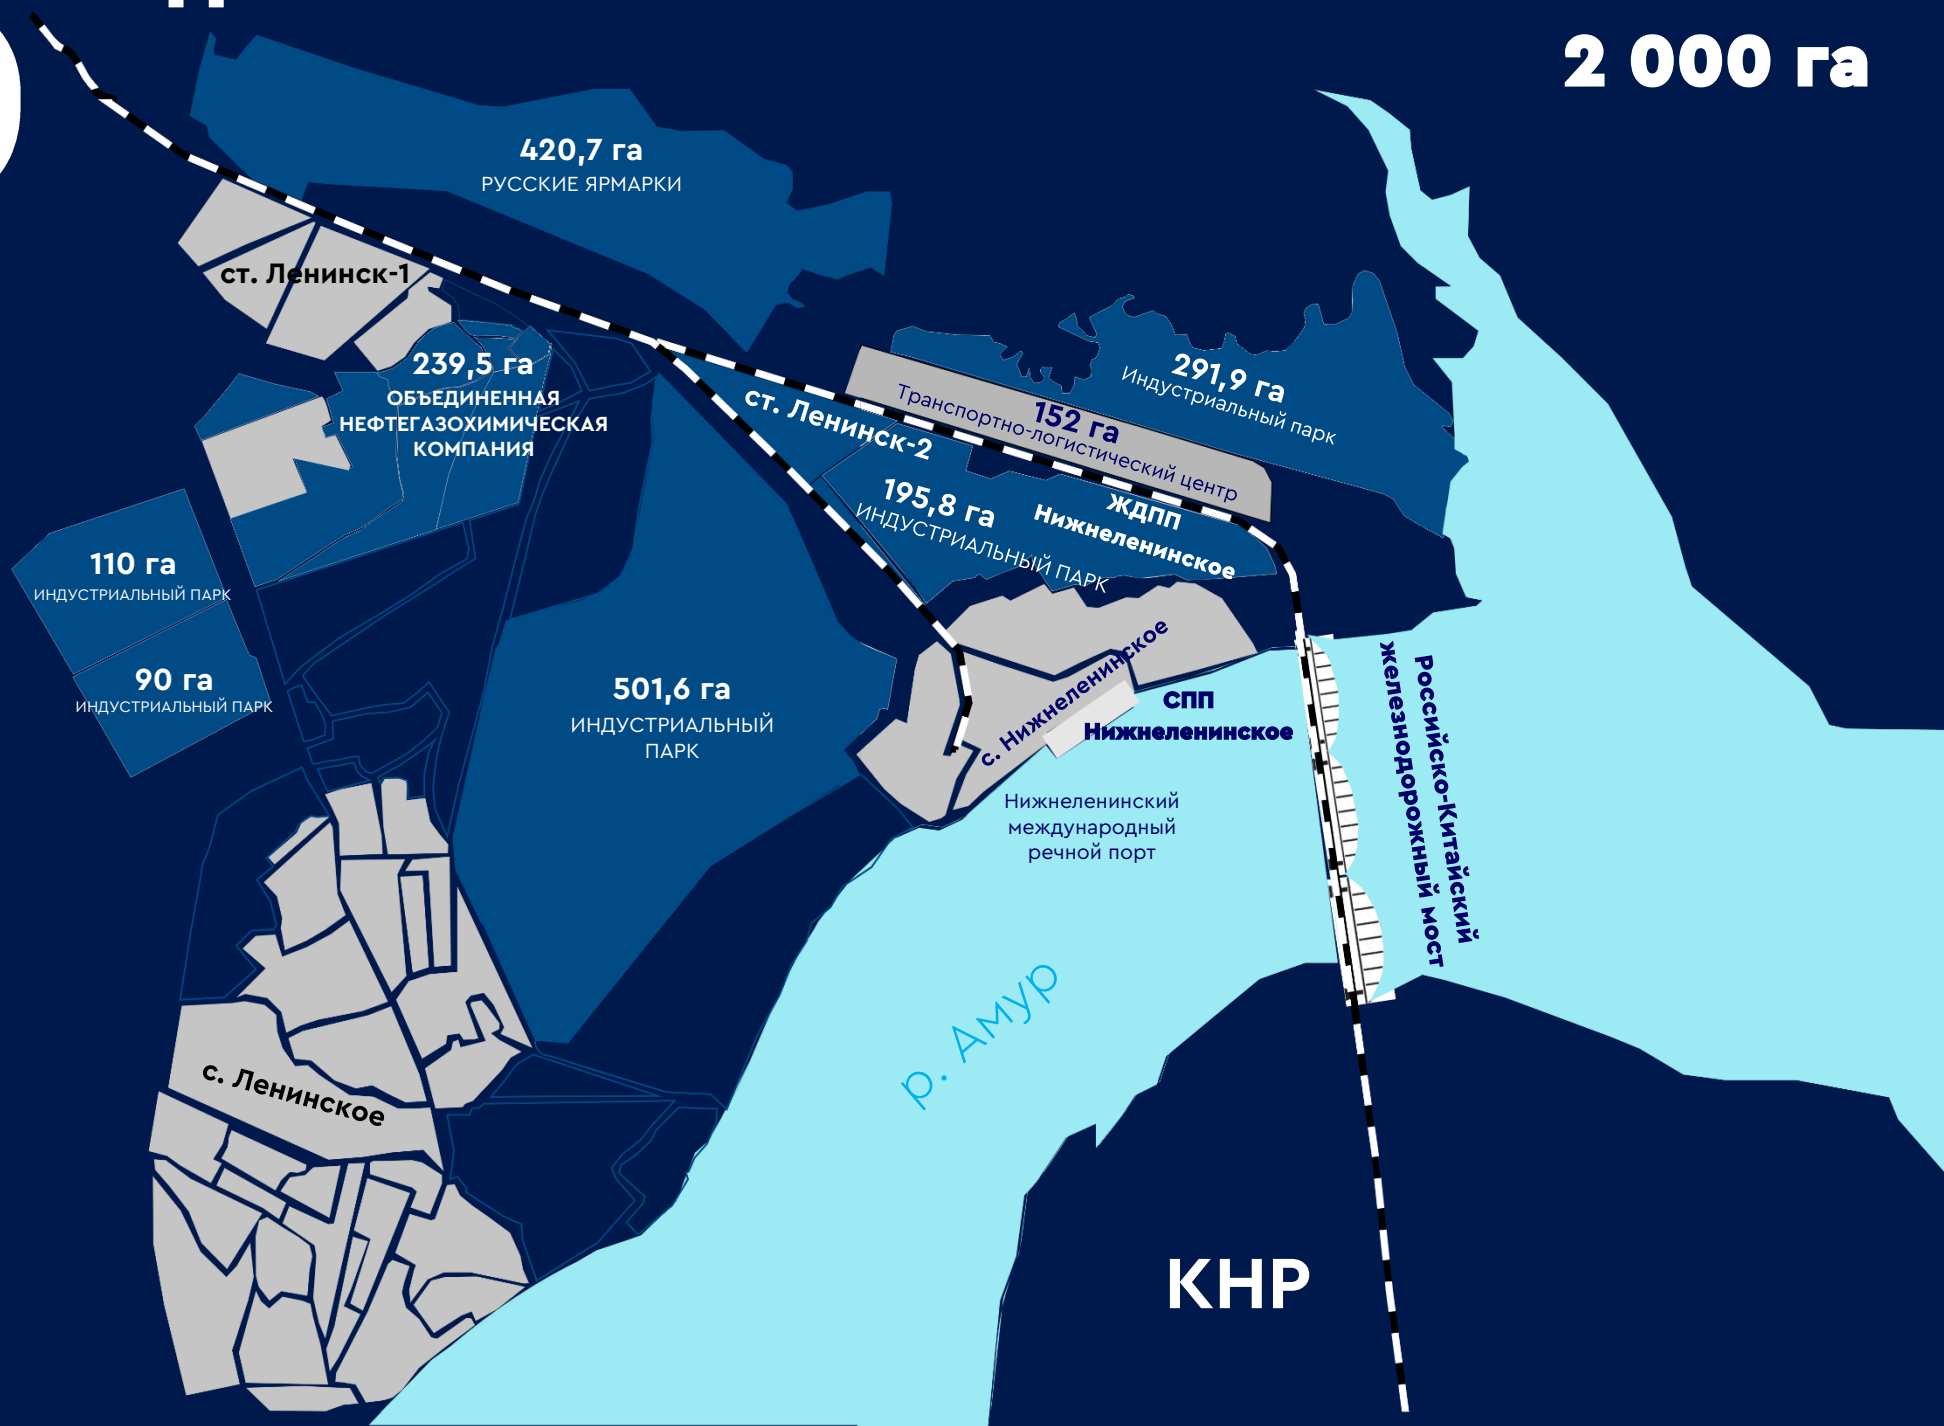 2 000 га
420,7 га
РУССКИЕ ЯРМАРКИ
ст. Ленинск-1
239,5 га
ОБЪЕДИНЕННАЯ
НЕФТЕГАЗОХИМИЧЕСКАЯ
КОМПАНИЯ
291,9 га
Индустриальный парк
152 га
Транспортно-логистический центр
ст. Ленинск-2
195,8 га
ИНДУСТРИАЛЬНЫЙ ПАРК
ЖДПП
Нижнеленинское
110 га
ИНДУСТРИАЛЬНЫЙ ПАРК
90 га
ИНДУСТРИАЛЬНЫЙ ПАРК
501,6 га
ИНДУСТРИАЛЬНЫЙ
ПАРК
с. Нижнеленинское
СПП
Нижнеленинское
Нижнеленинский
международный
речной порт
Российско-Китайский
железнодорожный мост
р. Амур
с. Ленинское
КНР